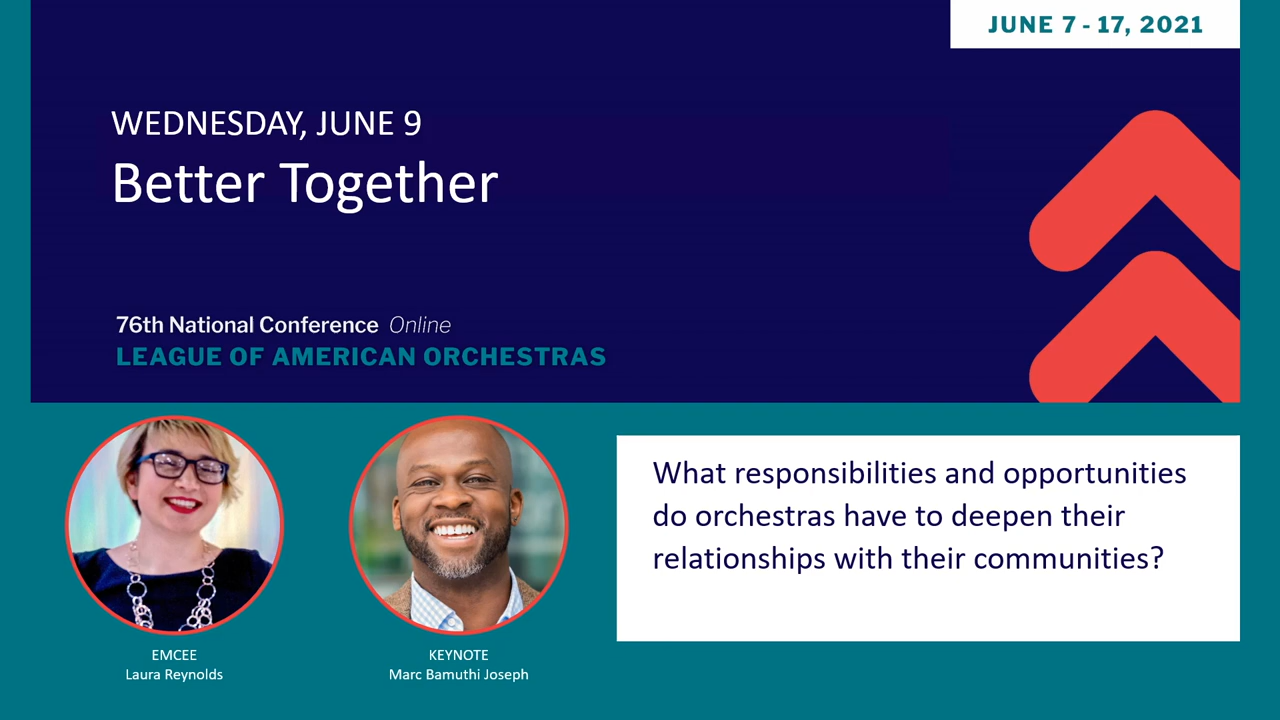 JUNE 7 - 17, 2021
WEDNESDAY, JUNE 9
Better Together
76th National Conference Online
LEAGUE OF AMERICAN ORCHESTRAS
What responsibilities and opportunities
do orchestras have to deepen their
relationships with their communities?
EMCEE
Laura Reynolds
KEYNOTE
Marc Bamuthi Joseph